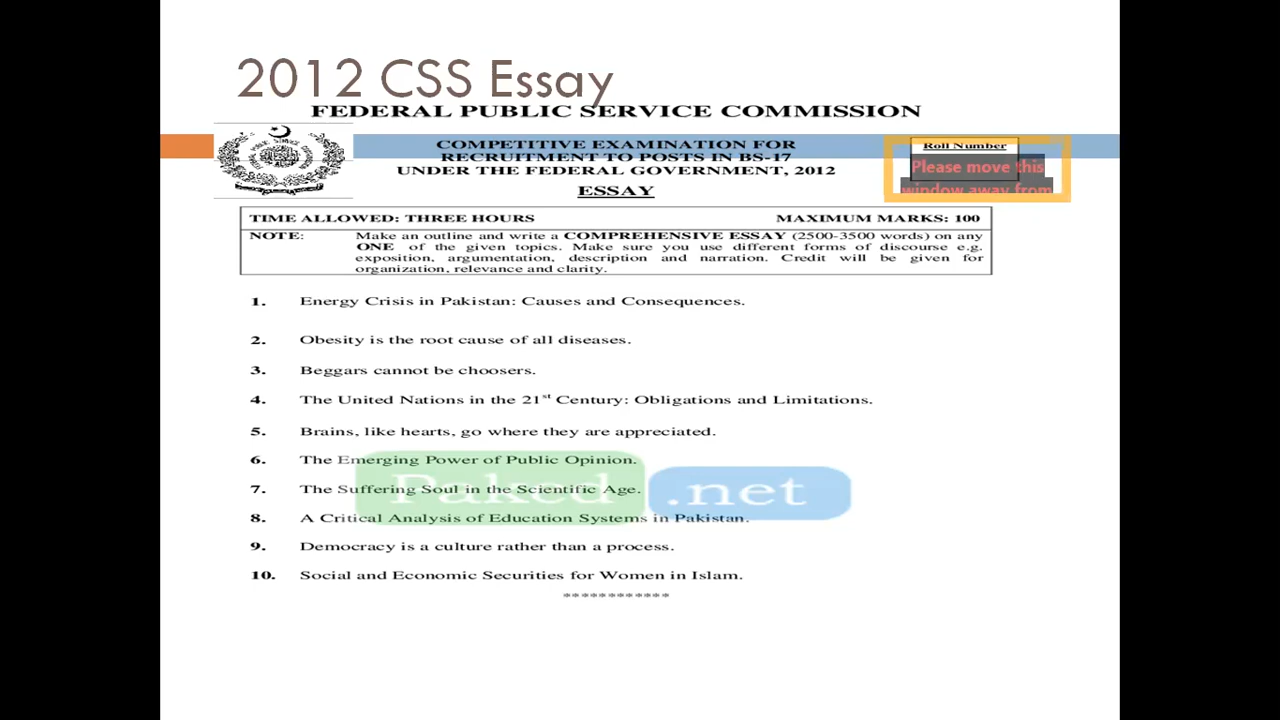 2012 CSS Essay
FEDERAL PUBLIC SERVICE COMMISSION
COMPETITIVE EXAMINATION FOR
RECRUITMENT TO POSTS IN BS-17
UNDER THE FEDERAL GOVERNMENT, 2012
ESSAY
Roll Number
Please move this
window away from
TIME ALLOWED: THREE HOURS MAXIMUM MARKS: 100
NOTE: Make an outline and write a COMPREHENSIVE ESSAY (2500-3500 words) on any
ONE of the given topics. Make sure you use different forms of discourse e.g.
exposition, argumentation, description and narration. Credit will be given for
organization, relevance and clarity.
1. Energy Crisis in Pakistan: Causes and Consequences.
2. Obesity is the root cause of all diseases.
3. Beggars cannot be choosers.
4. The United Nations in the 21st Century: Obligations and Limitations.
5. Brains, like hearts, go where they are appreciated.
6. The Emerging Power of Public Opinion.
7. The Suffering Soul in the Scientific Age.
Paked .net
8. A Critical Analysis of Education Systems in Pakistan.
9. Democracy is a culture rather than a process.
10. Social and Economic Securities for Women in Islam.
************